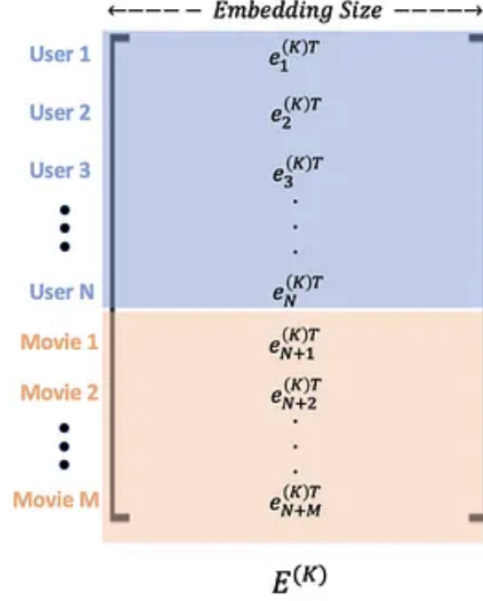 ←−−− Embedding Size −−−−→
User 1 e_1^{(K)T}
User 2 e_2^{(K)T}
User 3 e_3^{(K)T}
User N e_N^{(K)T}
Movie 1 e_{N+1}^{(K)T}
Movie 2 e_{N+2}^{(K)T}
Movie M e_{N+M}^{(K)T}
E^{(K)}